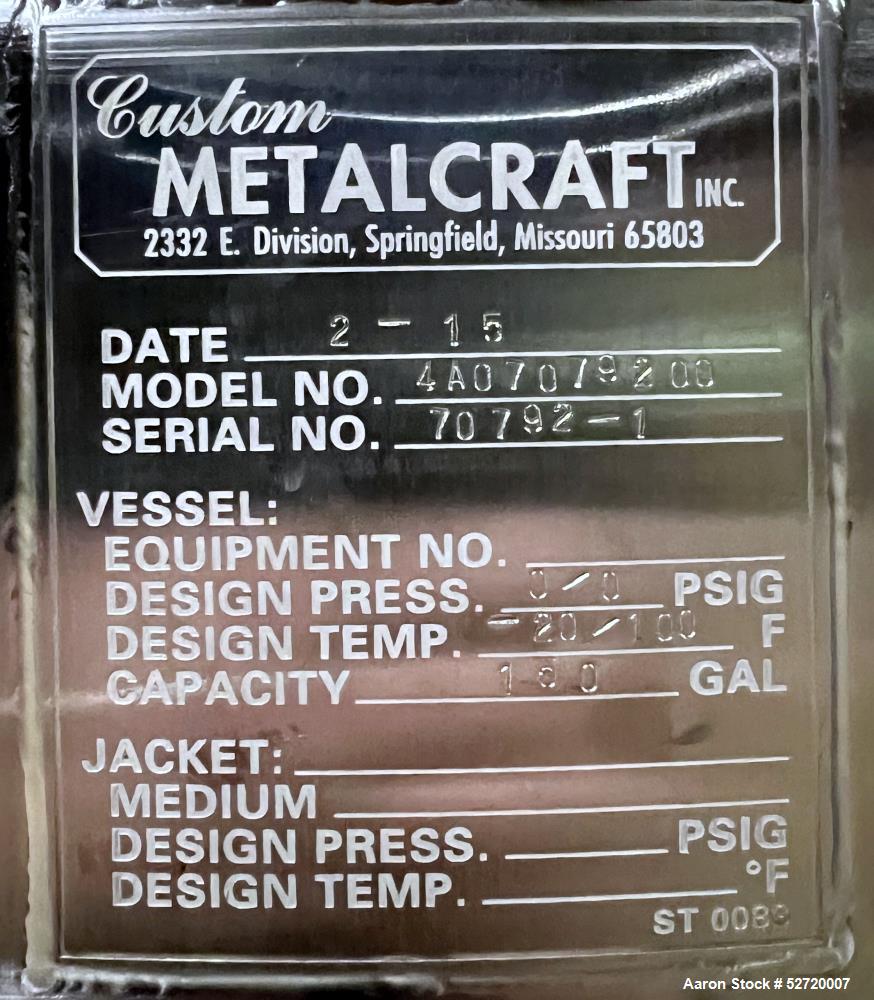 Custom
METALCRAFT INC.
2332 E. Division, Springfield, Missouri 65803
DATE 2-15
MODEL NO. 4A07079200
SERIAL NO. 70792-1
VESSEL:
EQUIPMENT NO.
DESIGN PRESS. 0/0 PSIG
DESIGN TEMP. -20/100 F
CAPACITY GAL
JACKET:
MEDIUM
DESIGN PRESS. PSIG
DESIGN TEMP. °F
ST
Aaron Stock # 52720007